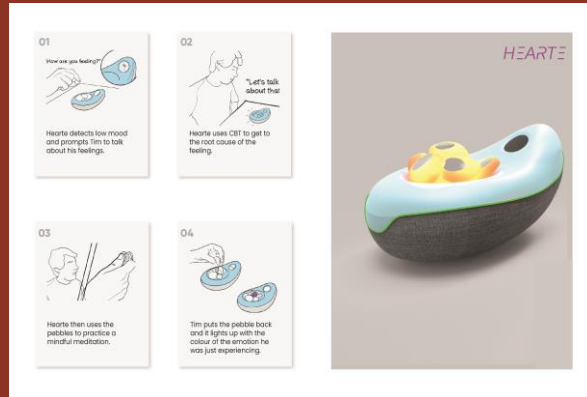 01
How are you feeling?"
Hearte detects low mood
and prompts Tim to talk
about his feelings.
02
"Let's talk
about tha
Hearte uses CBT to get to
the root cause of the
feeling.
03
Hearte then uses the
pebbles to practice a
mindful meditation.
04
Tim puts the pebble back
and it lights up with the
colour of the emotion he
was just experiencing.
HEARTE